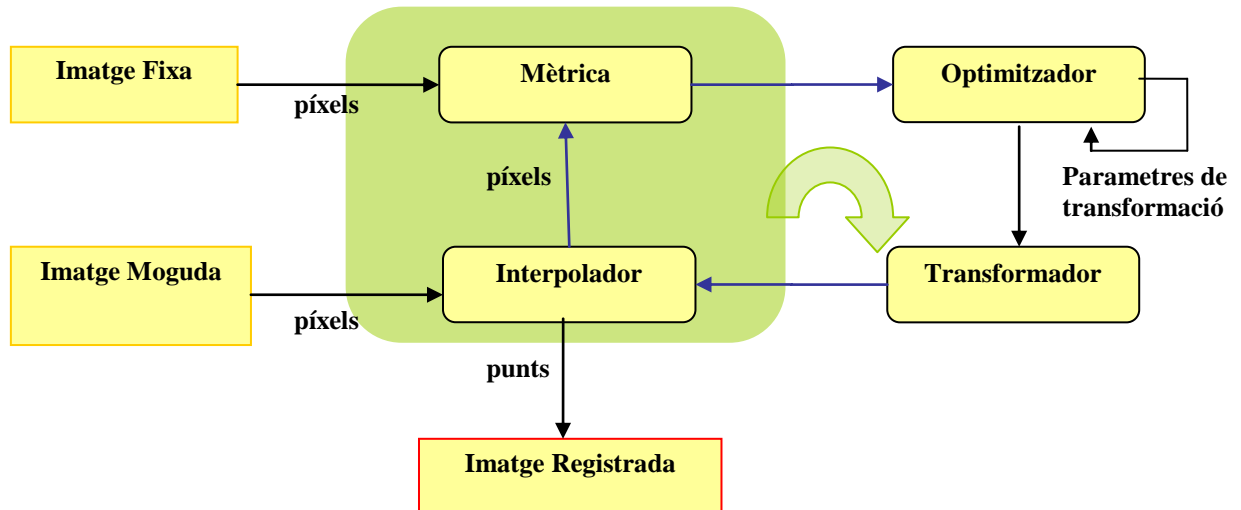 Imatge Fixa
píxels
Mètrica
Optimitzador
píxels
Parametres de
transformació
Imatge Moguda
píxels
Interpolador
Transformador
punts
Imatge Registrada